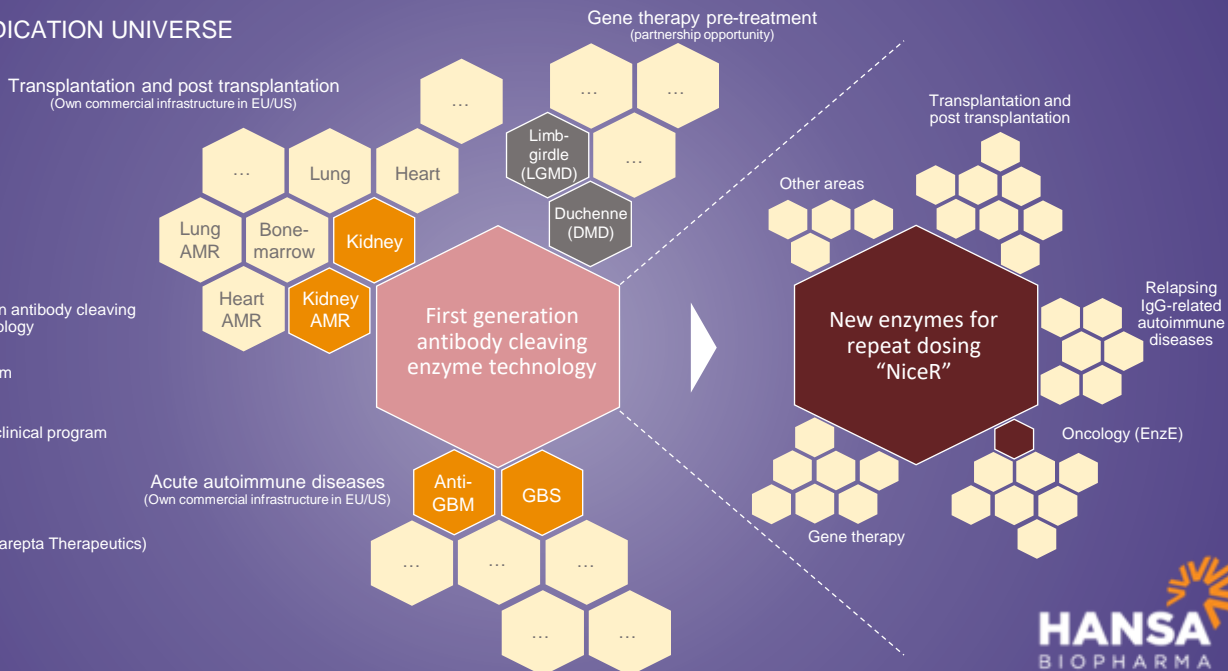 DICATION UNIVERSE
Gene therapy pre-treatment
(partnership opportunity)
Transplantation and post transplantation
(Own commercial infrastructure in EU/US)
...
...
...
Limb-
girdle
(LGMD)
...
...
Lung
Heart
Duchenne
(DMD)
Lung
AMR
Bone-
marrow
Kidney
Heart
AMR
Kidney
AMR
n antibody cleaving
ology
m
clinical program
arepta Therapeutics)
First generation
antibody cleaving
enzyme technology
Acute autoimmune diseases
(Own commercial infrastructure in EU/US)
Anti-
GBM
GBS
...
...
...
...
...
Transplantation and
post transplantation
Other areas
New enzymes for
repeat dosing
“NiceR”
Relapsing
IgG-related
autoimmune
diseases
Oncology (EnzE)
Gene therapy
HANSA
BIOPHARMA